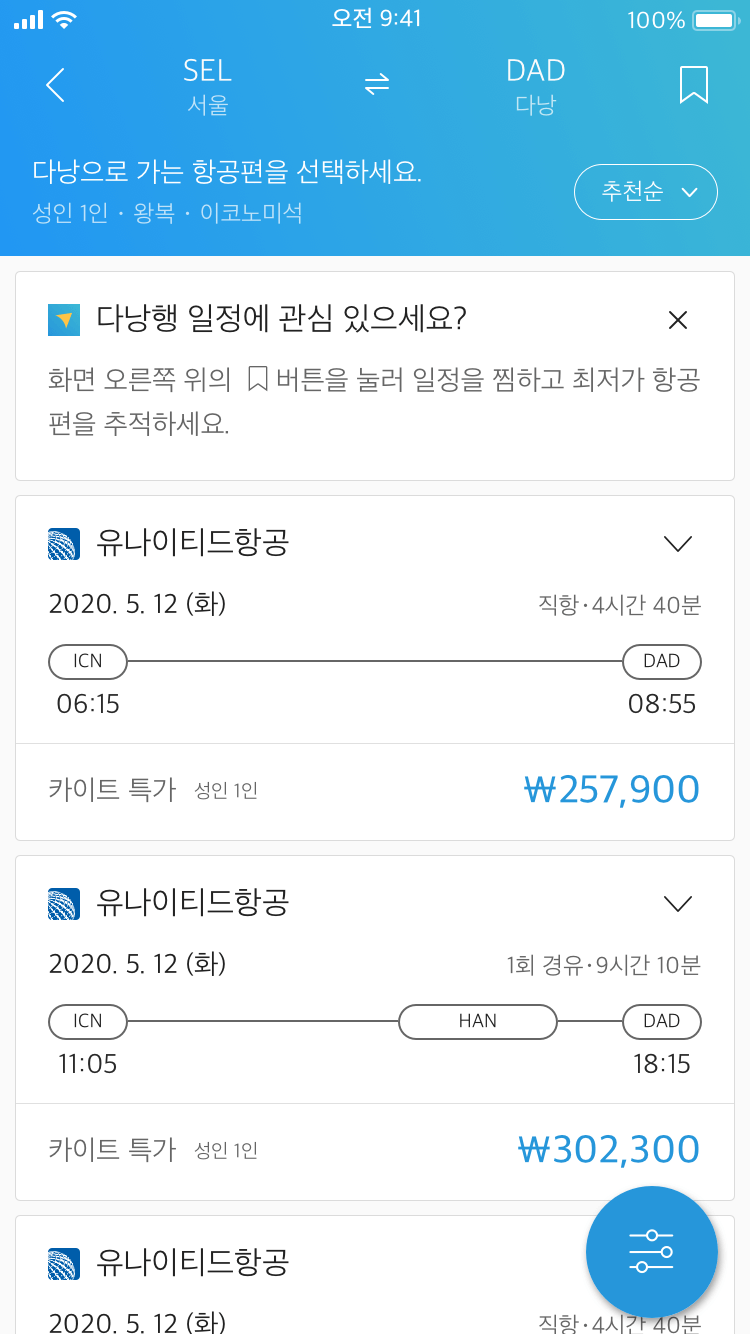 오전 9:41 100%
SEL DAD
서울 다낭
다낭으로 가는 항공편을 선택하세요.
성인 1인 · 왕복 · 이코노미석
추천순
다낭행 일정에 관심 있으세요?
화면 오른쪽 위의 버튼을 눌러 일정을 찜하고 최저가 항공
편을 추적하세요.
유나이티드항공
2020. 5. 12 (화) 직항·4시간 40분
ICN DAD
06:15 08:55
카이트 특가 성인 1인 ₩257,900
유나이티드항공
2020. 5. 12 (화) 1회 경유·9시간 10분
ICN HAN DAD
11:05 18:15
카이트 특가 성인 1인 ₩302,300
유나이티드항공
2020. 5. 12 (화) 직항·4시간 40분